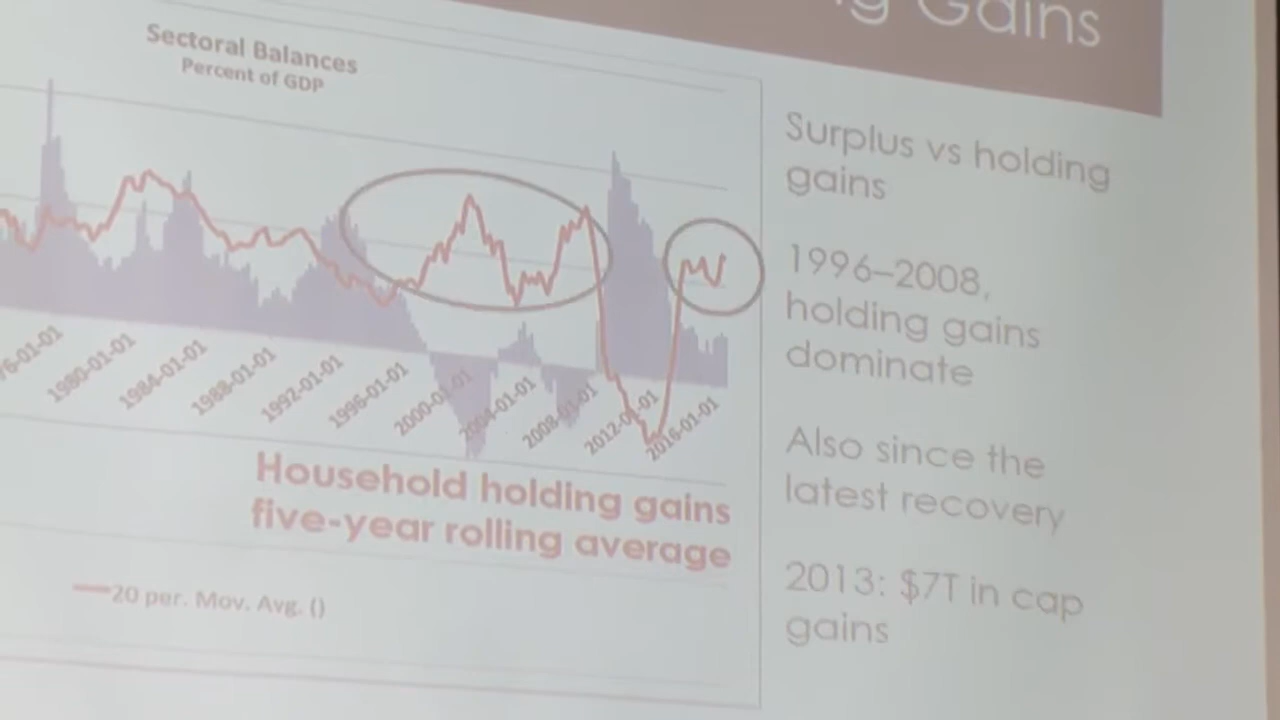 Gains
Sectoral Balances
Percent of GDP
1980-01-01
1984-01-01
1988-01-01
1992-01-01
1996-01-01
2000-01-01
2004-01-01
2008-01-01
2012-01-01
2016-01-01
Household holding gains
five-year rolling average
20 per. Mov. Avg. ()
Surplus vs holding
gains
1996–2008,
holding gains
dominate
Also since the
latest recovery
2013: $7T in cap
gains